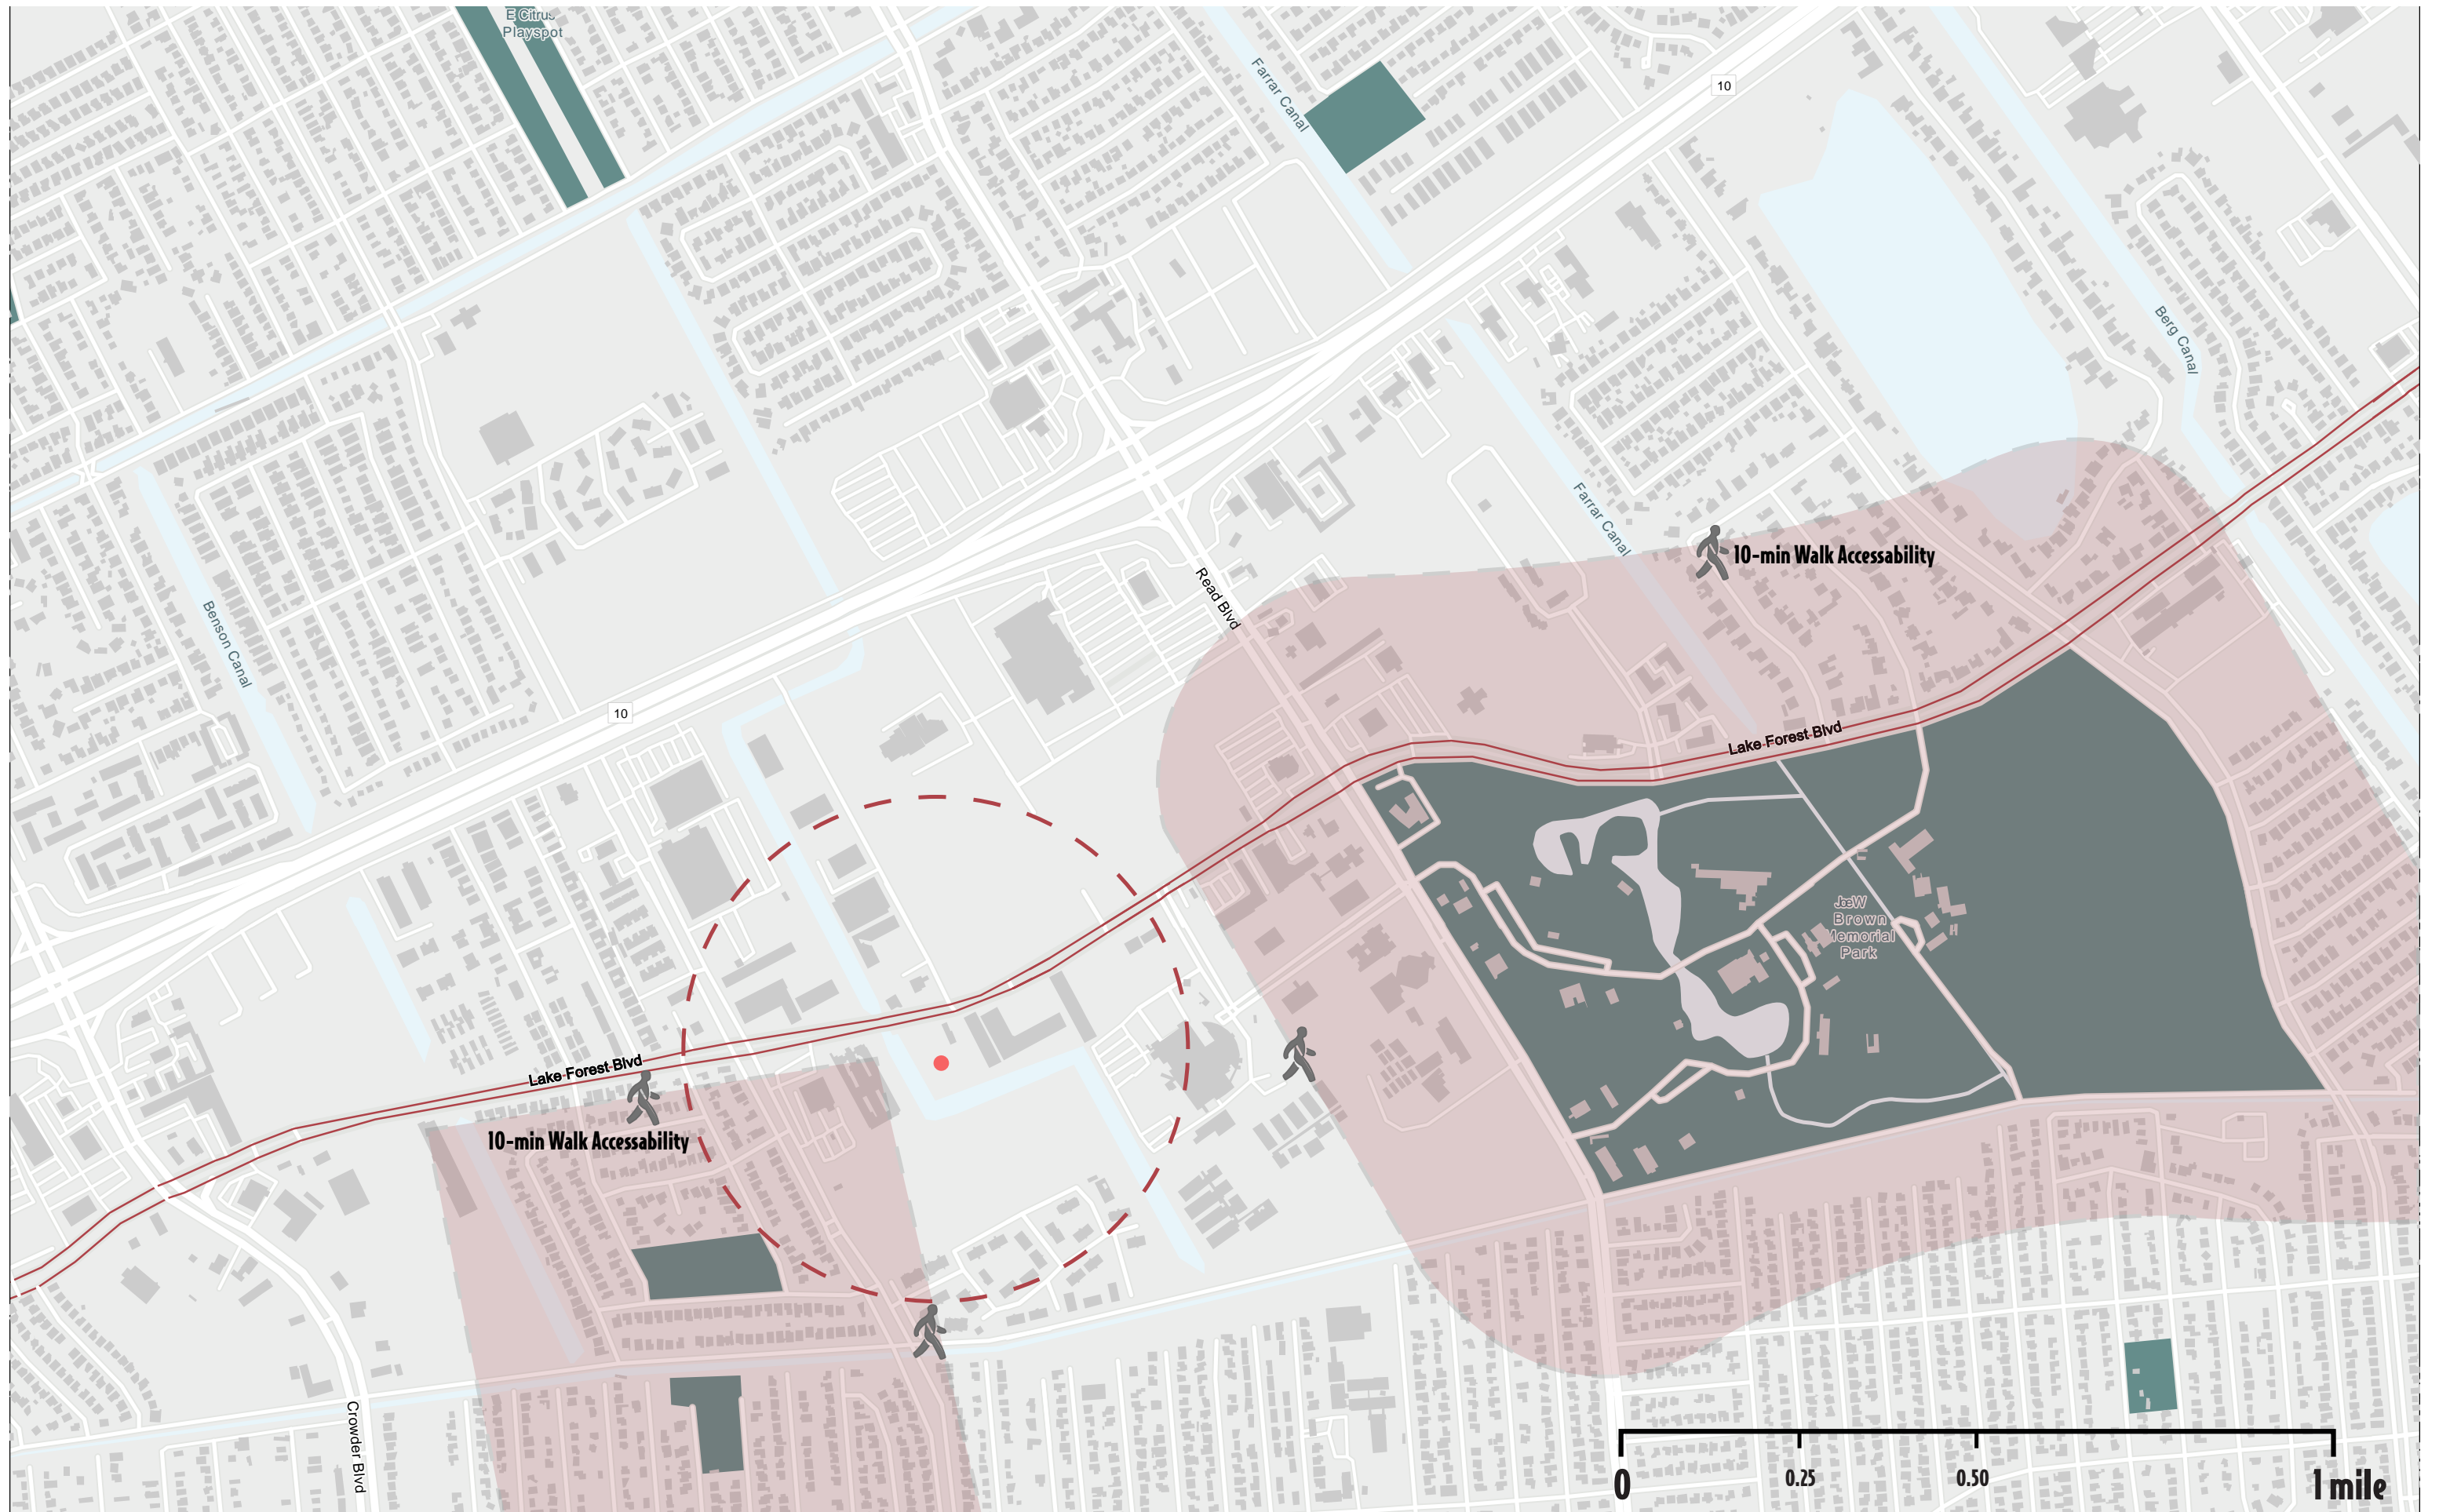 E Citrus
Playspot
Farrar Canal
10
Berg Canal
Farrar Canal
10-min Walk Accessability
Read Blvd
Benson Canal
10
Lake Forest Blvd
JoeW
Brown
Memorial
Park
Lake Forest Blvd
10-min Walk Accessability
Crowder Blvd
0
0.25
0.50
1 mile